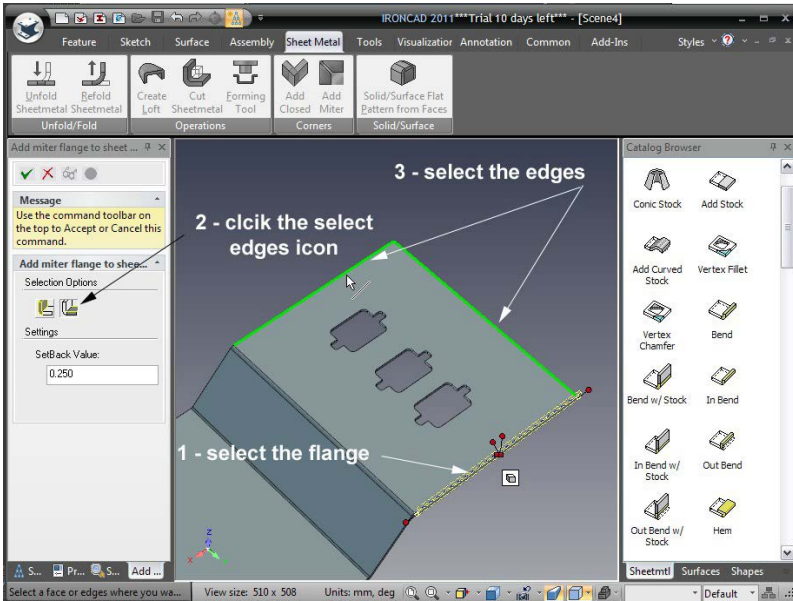 IRONCAD 2011***Trial 10 days left*** - [Scene4]
Feature Sketch Surface Assembly Sheet Metal Tools Visualizatior Annotation Common Add-Ins Styles
Unfold Sheetmetal
Refold Sheetmetal
Create Loft
Cut Sheetmetal
Forming Tool
Add Closed
Add Miter
Solid/Surface Flat Pattern from Faces
Unfold/Fold Operations Corners Solid/Surface
Add miter flange to sheet ...
Message
Use the command toolbar on
the top to Accept or Cancel this
command.
Add miter flange to shee...
Selection Options
Settings
SetBack Value:
0.250
3 - select the edges
2 - clcik the select
edges icon
1 - select the flange
Z
X
Y
Catalog Browser
Conic Stock
Add Stock
Add Curved
Stock
Vertex Fillet
Vertex
Chamfer
Bend
Bend w/ Stock
In Bend
In Bend w/
Stock
Out Bend
Out Bend w/
Stock
Hem
S... Pr... S... Add ...
Sheetmtl Surfaces Shapes
Select a face or edges where you wa... View size: 510 x 508 Units: mm, deg Default